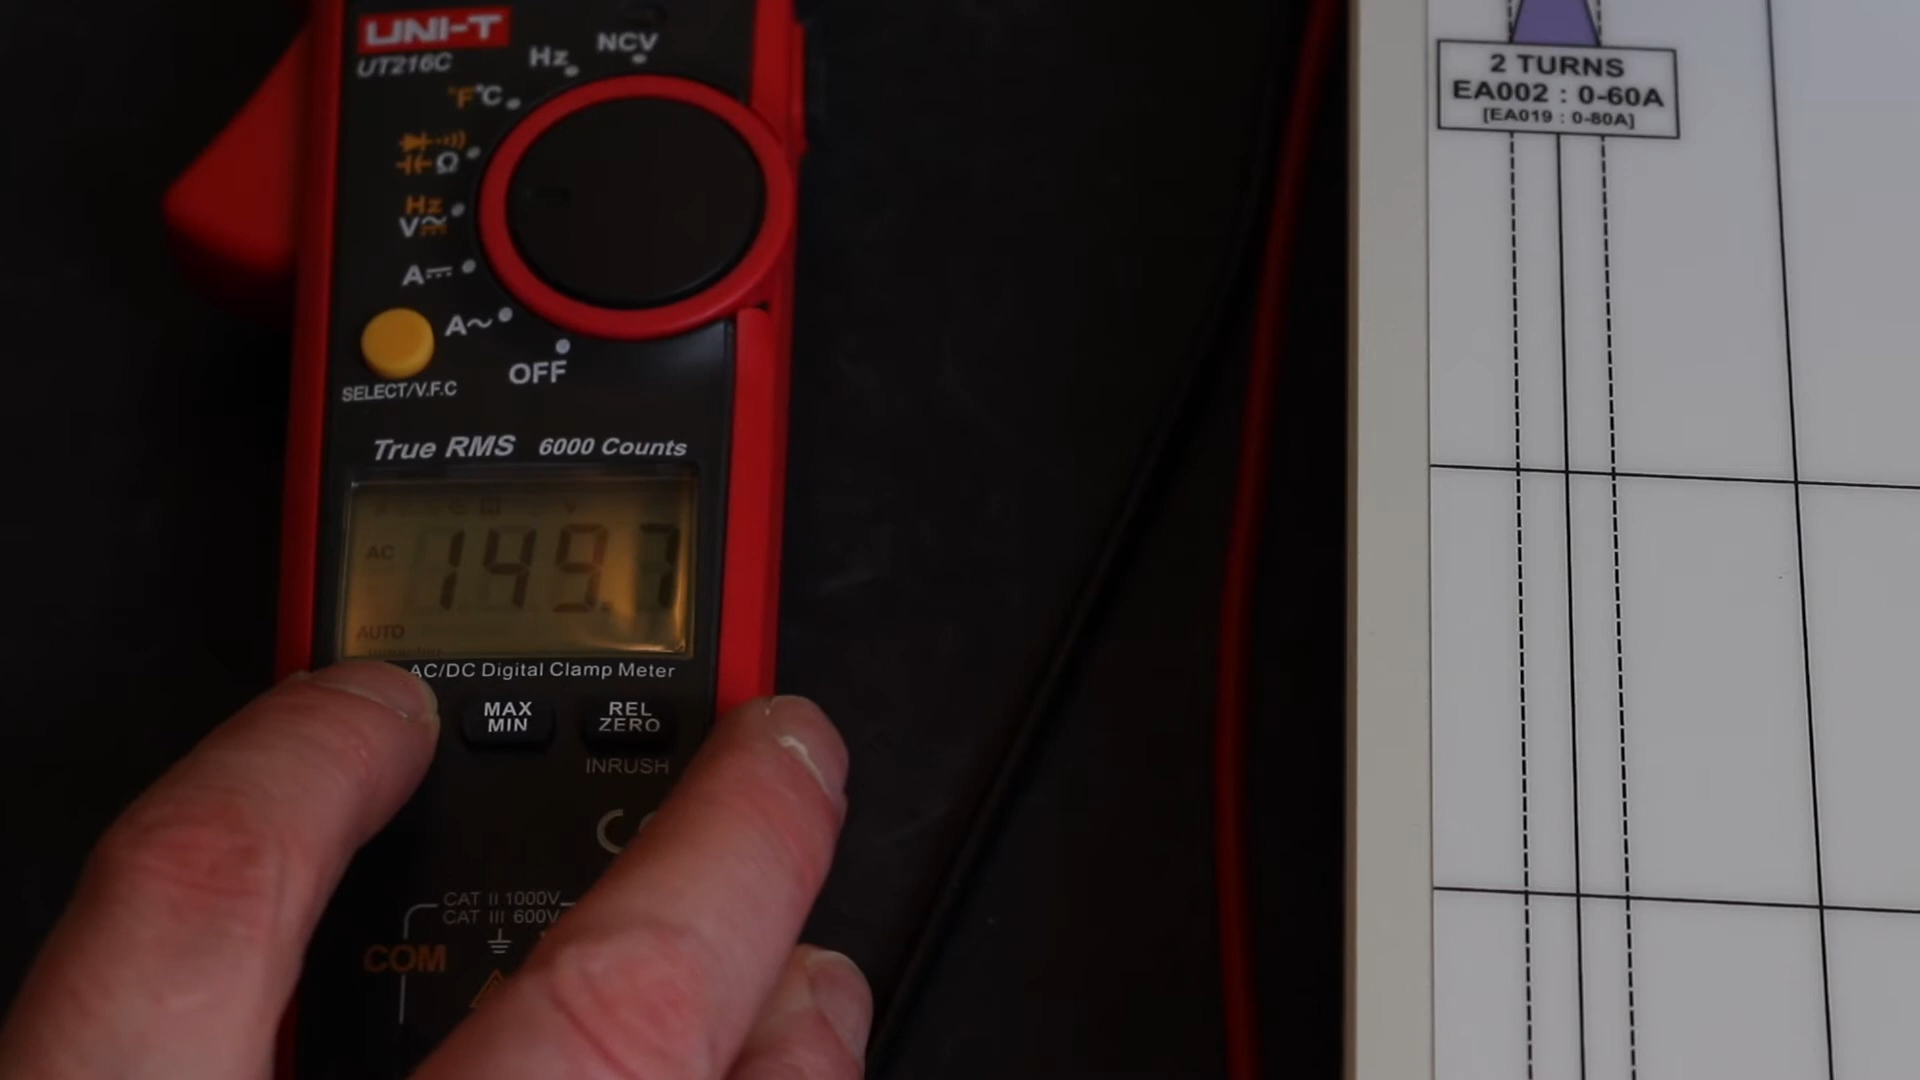 UNI-T
UT216C
Hz
NCV
°F°C
Ω
Hz
V
A
A~
OFF
SELECT/V.F.C
True RMS 6000 Counts
AC
149.7
AUTO
AC/DC Digital Clamp Meter
MAX
MIN
REL
ZERO
INRUSH
CAT II 1000V
CAT III 600V
COM
2 TURNS
EA002 : 0-60A
[EA019 : 0-80A]